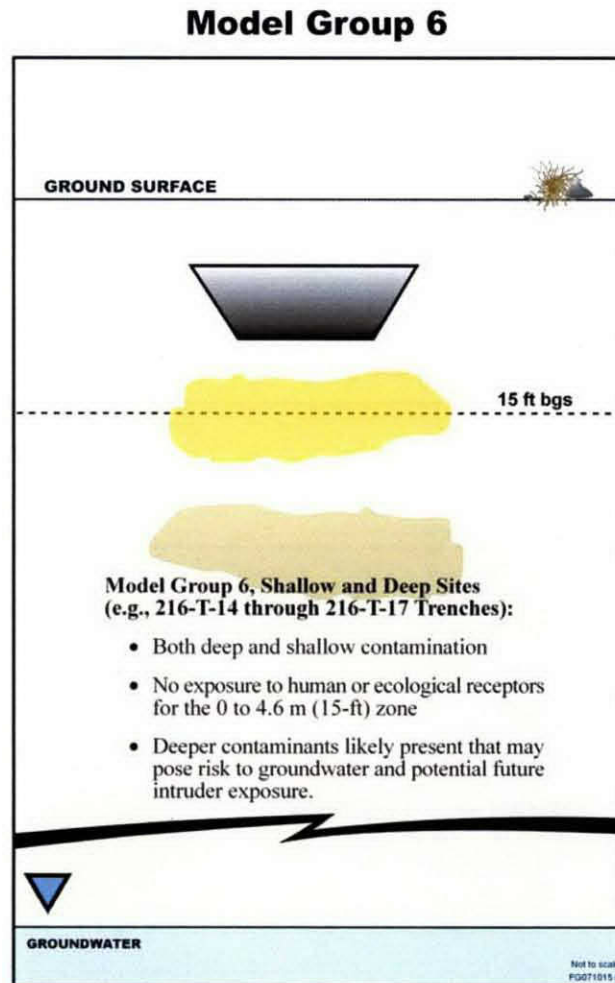 Model Group 6
GROUND SURFACE
15 ft bgs
Model Group 6, Shallow and Deep Sites
(e.g., 216-T-14 through 216-T-17 Trenches):
• Both deep and shallow contamination
• No exposure to human or ecological receptors
for the 0 to 4.6 m (15-ft) zone
• Deeper contaminants likely present that may
pose risk to groundwater and potential future
intruder exposure.
GROUNDWATER
Not to scal
FG071015